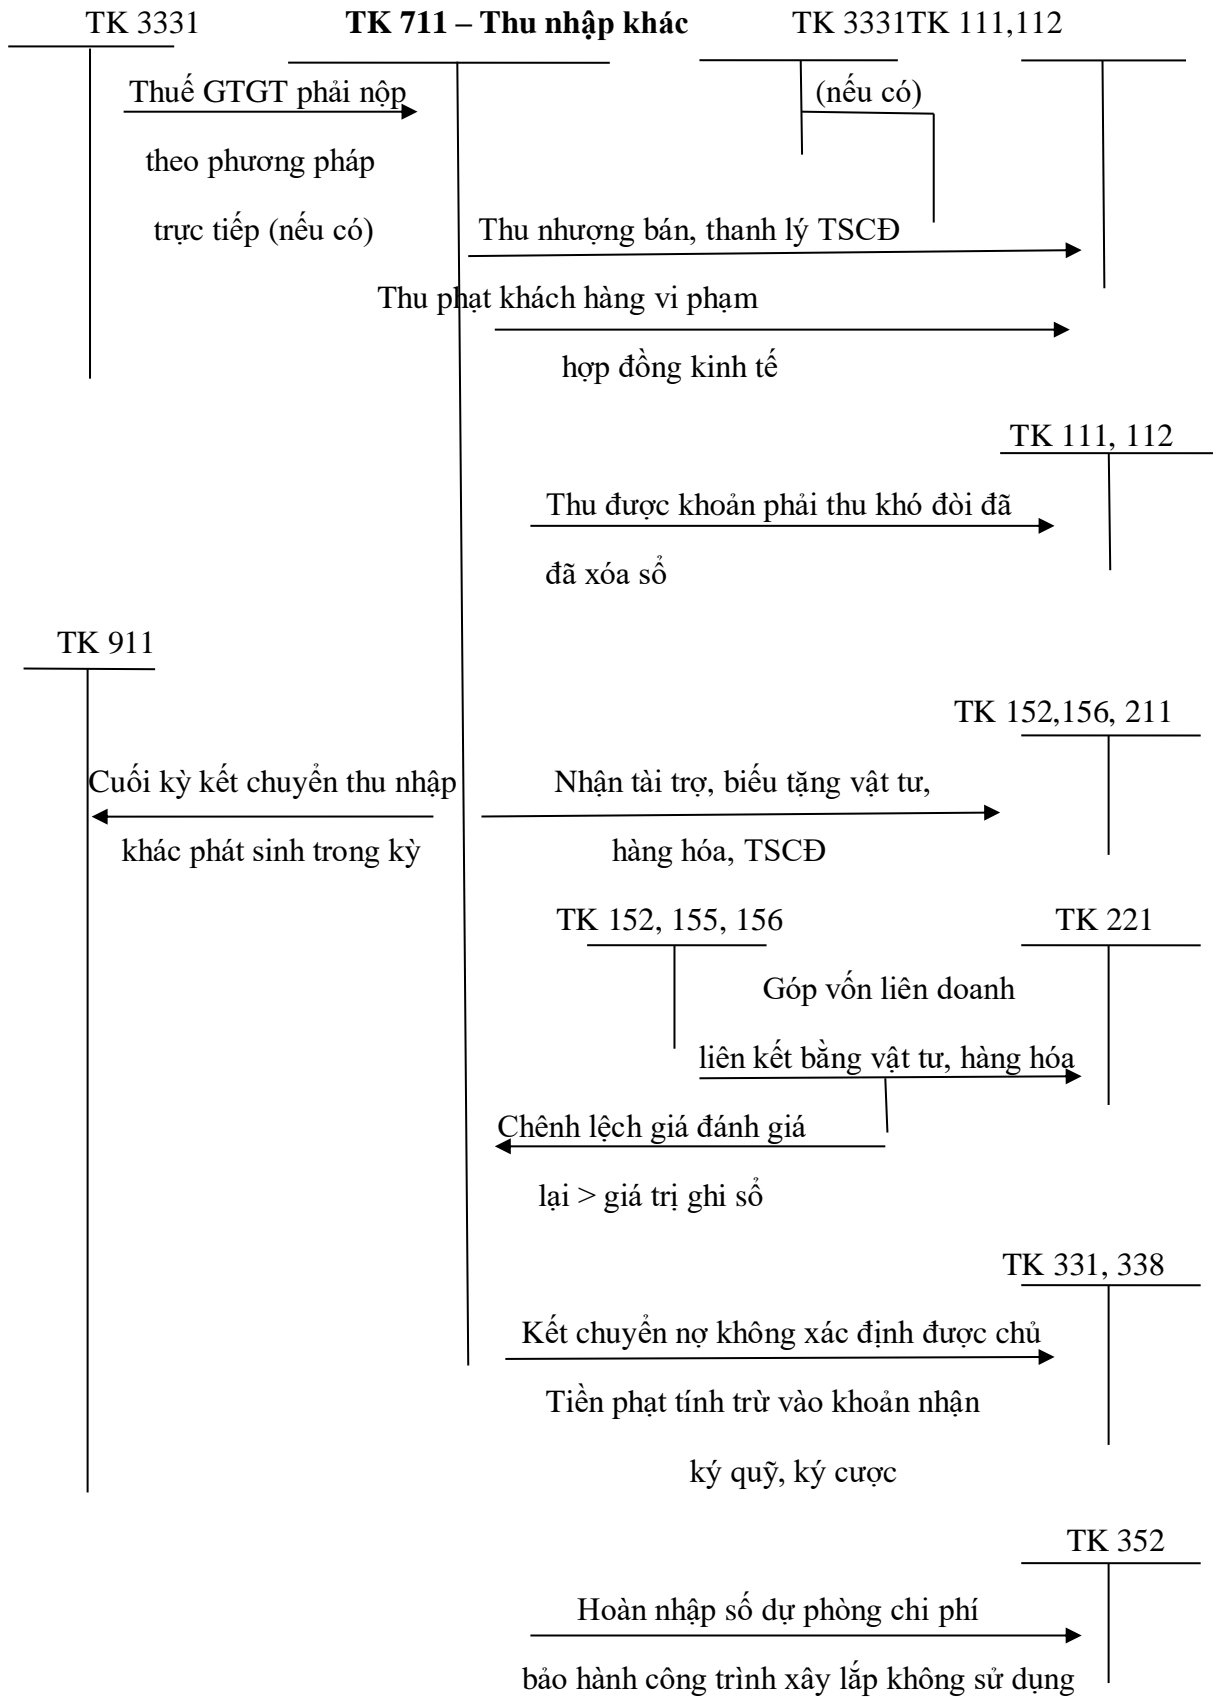 TK 3331 TK 711 – Thu nhập khác TK 3331TK 111,112
Thuế GTGT phải nộp (nếu có)
theo phương pháp
trực tiếp (nếu có) Thu nhượng bán, thanh lý TSCĐ
Thu phạt khách hàng vi phạm
hợp đồng kinh tế
TK 111, 112
Thu được khoản phải thu khó đòi đã
đã xóa sổ
TK 911
TK 152,156, 211
Cuối kỳ kết chuyển thu nhập Nhận tài trợ, biếu tặng vật tư,
khác phát sinh trong kỳ hàng hóa, TSCĐ
TK 152, 155, 156 TK 221
Góp vốn liên doanh
liên kết bằng vật tư, hàng hóa
Chênh lệch giá đánh giá
lại > giá trị ghi sổ
TK 331, 338
Kết chuyển nợ không xác định được chủ
Tiền phạt tính trừ vào khoản nhận
ký quỹ, ký cược
TK 352
Hoàn nhập số dự phòng chi phí
bảo hành công trình xây lắp không sử dụng